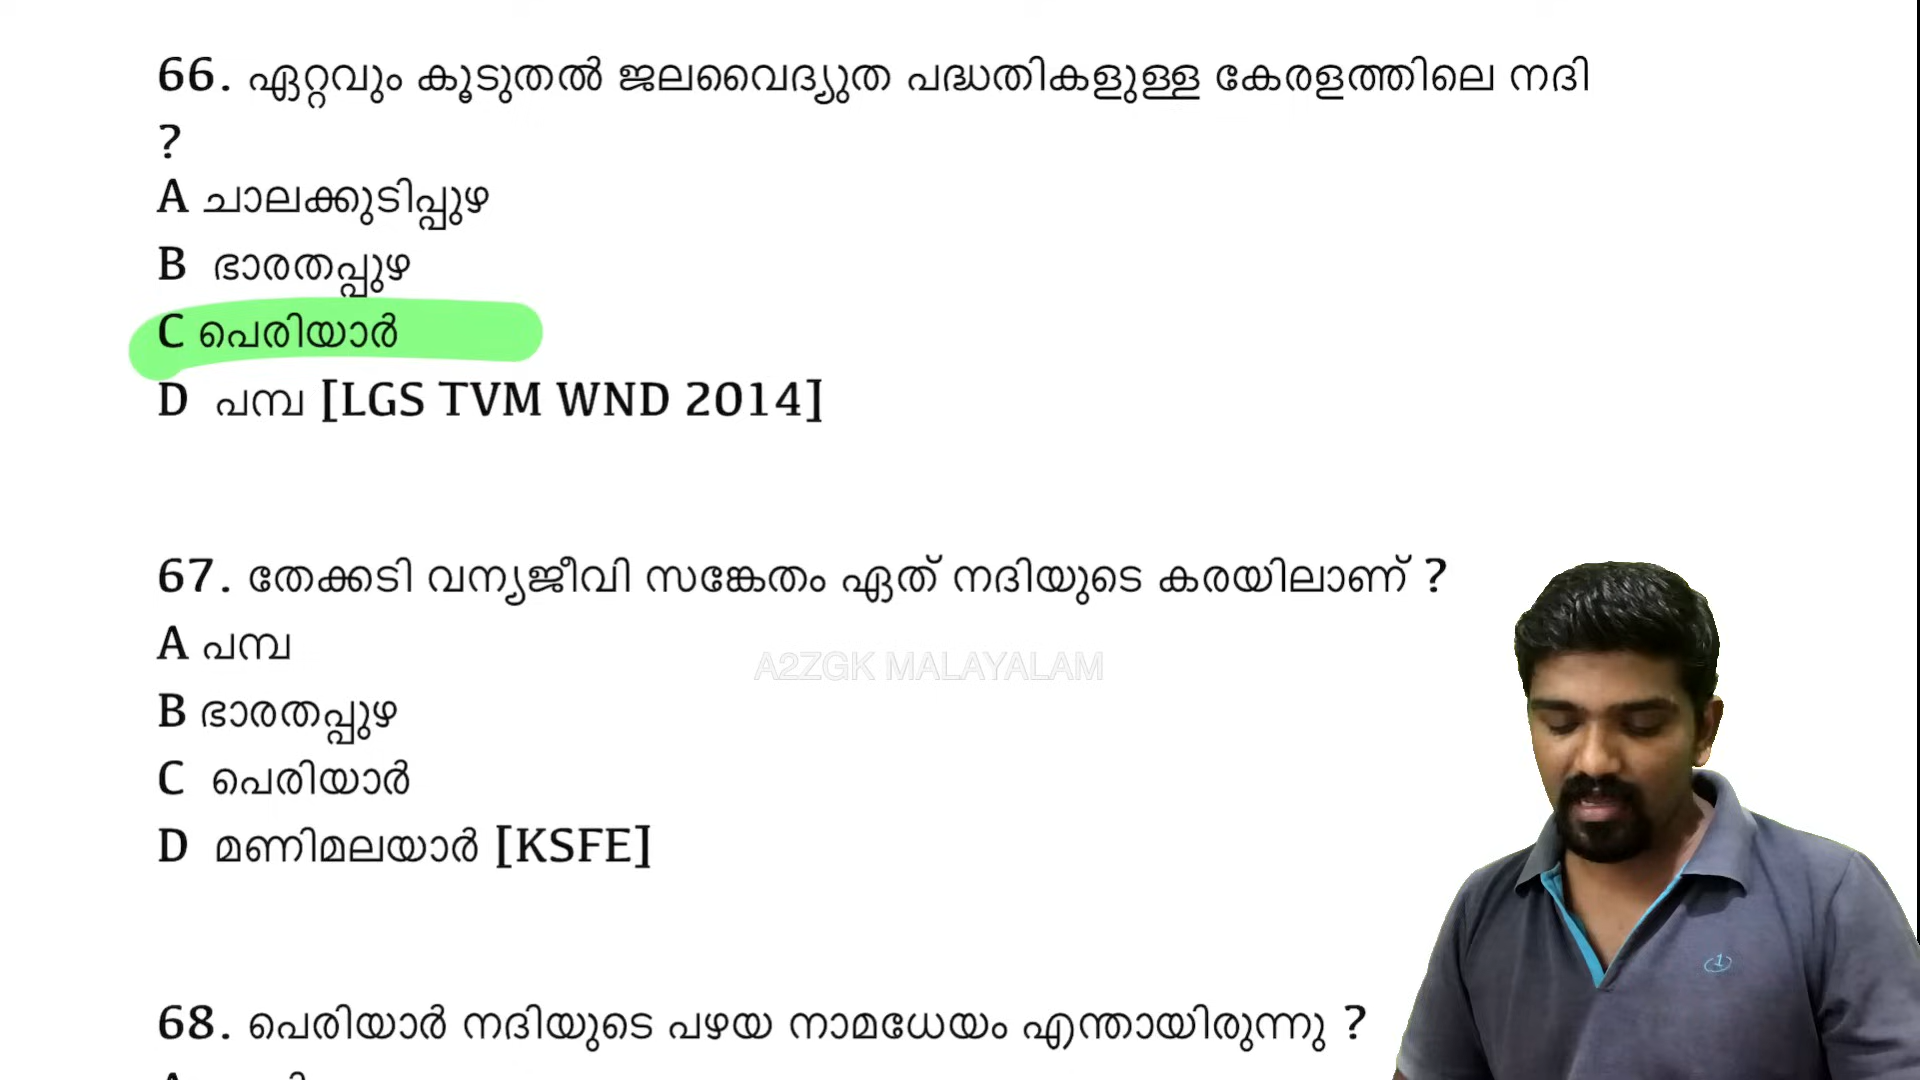 66. ഏറ്റവും കൂടുതൽ ജലവൈദ്യുത പദ്ധതികളുള്ള കേരളത്തിലെ നദി
?
A ചാലക്കുടിപ്പുഴ
B ഭാരതപ്പുഴ
C പെരിയാർ
D പമ്പ [LGS TVM WND 2014]
67. തേക്കടി വന്യജീവി സങ്കേതം ഏത് നദിയുടെ കരയിലാണ് ?
A പമ്പ
A2ZGK MALAYALAM
B ഭാരതപ്പുഴ
C പെരിയാർ
D മണിമലയാർ [KSFE]
68. പെരിയാർ നദിയുടെ പഴയ നാമധേയം എന്തായിരുന്നു ?